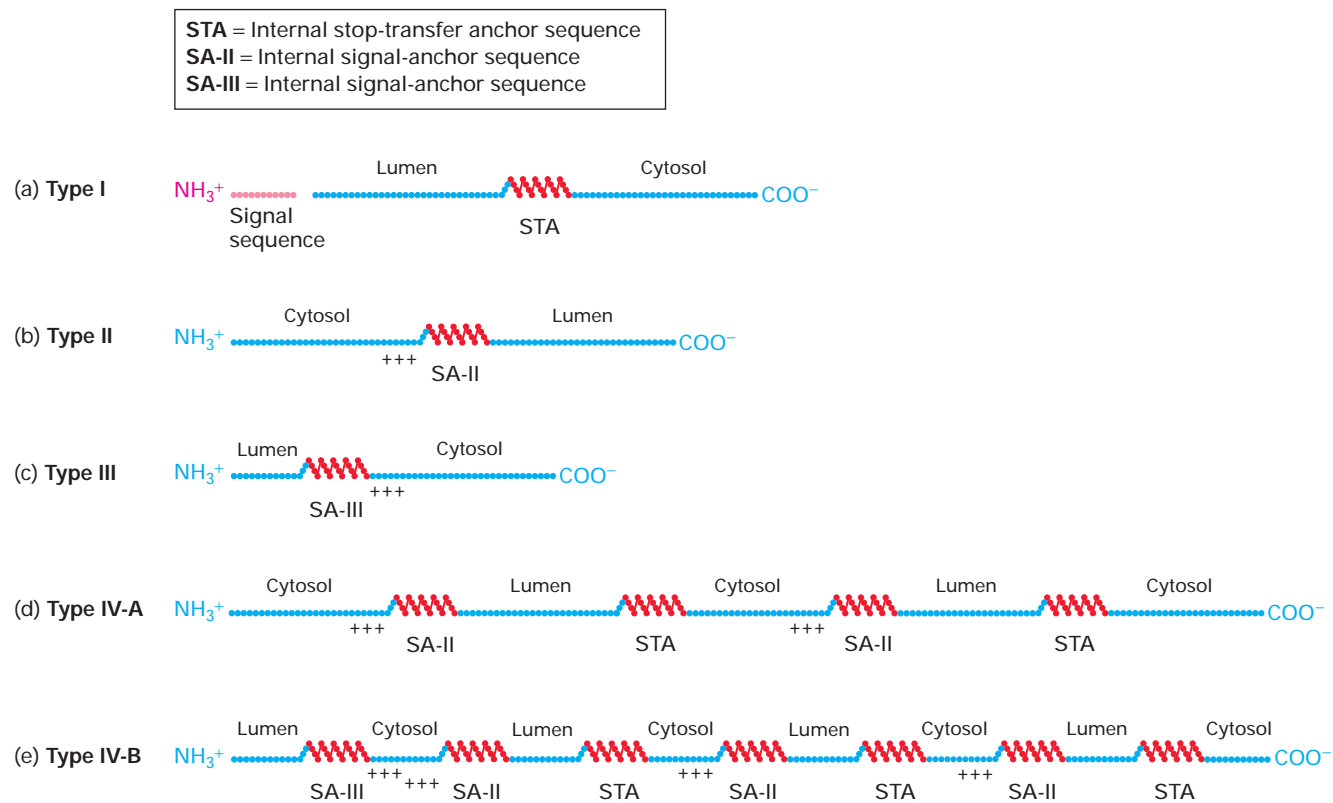 STA = Internal stop-transfer anchor sequence
SA-II = Internal signal-anchor sequence
SA-III = Internal signal-anchor sequence
Lumen Cytosol
(a) Type I NH₃⁺ COO⁻
Signal
sequence
STA
Cytosol Lumen
(b) Type II NH₃⁺ COO⁻
+++
SA-II
Lumen Cytosol
(c) Type III NH₃⁺ COO⁻
+++
SA-III
Cytosol Lumen Cytosol Lumen Cytosol
(d) Type IV-A NH₃⁺ COO⁻
+++ +++
SA-II STA SA-II STA
Lumen Cytosol Lumen Cytosol Lumen Cytosol Lumen Cytosol
(e) Type IV-B NH₃⁺ COO⁻
+++ +++ +++ +++
SA-III SA-II STA SA-II STA SA-II STA